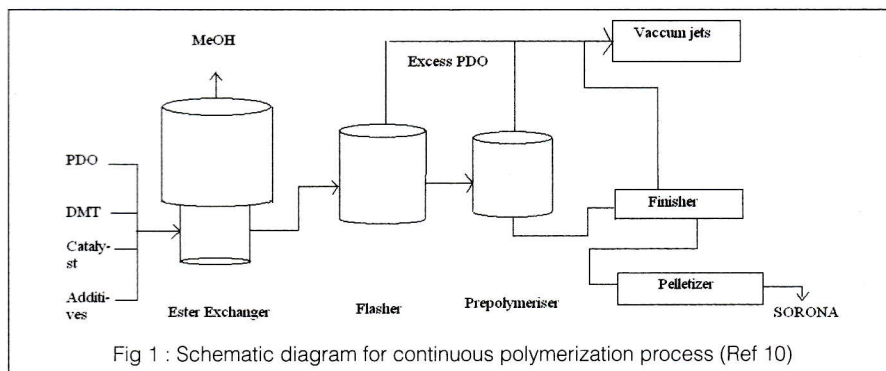 MeOH
Vaccum jets
Excess PDO
PDO
DMT
Cataly-
st
Additi-
ves
Ester Exchanger
Flasher
Prepolymeriser
Finisher
Pelletizer
SORONA
Fig 1 : Schematic diagram for continuous polymerization process (Ref 10)